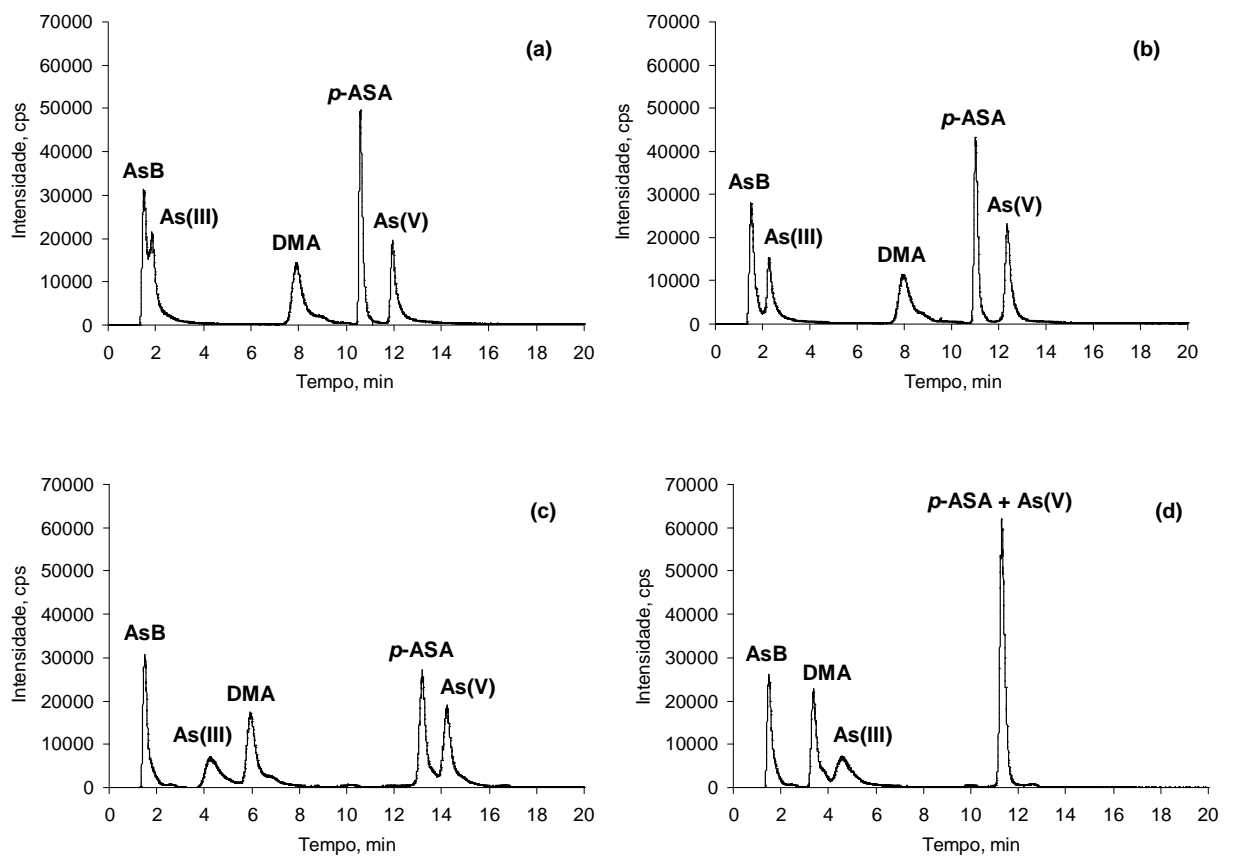 (a)
Intensidade, cps
70000
60000
50000
40000
30000
20000
10000
0
AsB
As(III)
DMA
p-ASA
As(V)
0 2 4 6 8 10 12 14 16 18 20
Tempo, min
(b)
Intensidade, cps
70000
60000
50000
40000
30000
20000
10000
0
AsB
As(III)
DMA
p-ASA
As(V)
0 2 4 6 8 10 12 14 16 18 20
Tempo, min
(c)
Intensidade, cps
70000
60000
50000
40000
30000
20000
10000
0
AsB
As(III)
DMA
p-ASA
As(V)
0 2 4 6 8 10 12 14 16 18 20
Tempo, min
(d)
Intensidade, cps
70000
60000
50000
40000
30000
20000
10000
0
AsB
DMA
As(III)
p-ASA + As(V)
0 2 4 6 8 10 12 14 16 18 20
Tempo, min